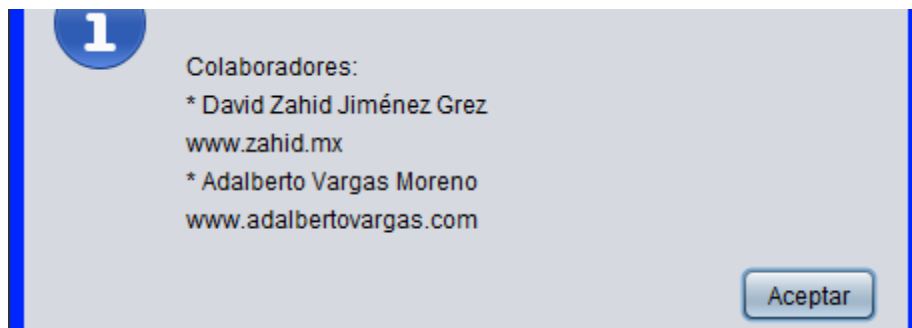 Colaboradores:
* David Zahid Jiménez Grez
www.zahid.mx
* Adalberto Vargas Moreno
www.adalbertovargas.com
Aceptar